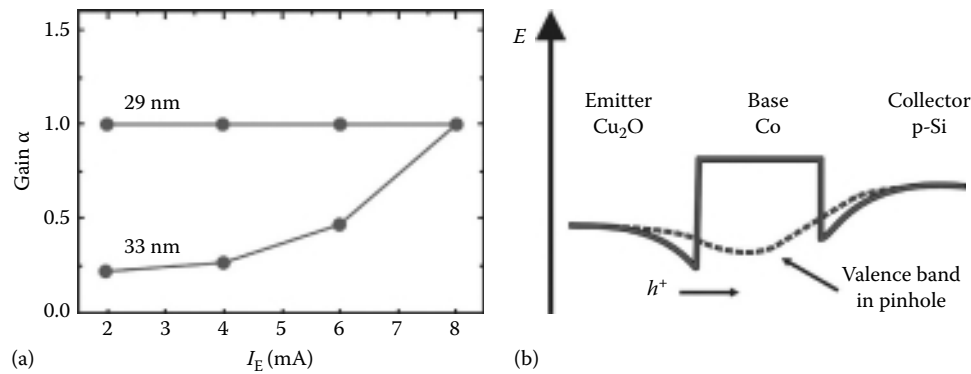 1.5
1.0
0.5
0.0
Gain α
29 nm
33 nm
2 3 4 5 6 7 8
I_E (mA)
(a)
E
Emitter
Cu₂O
Base
Co
Collector
p-Si
h⁺
Valence band
in pinhole
(b)